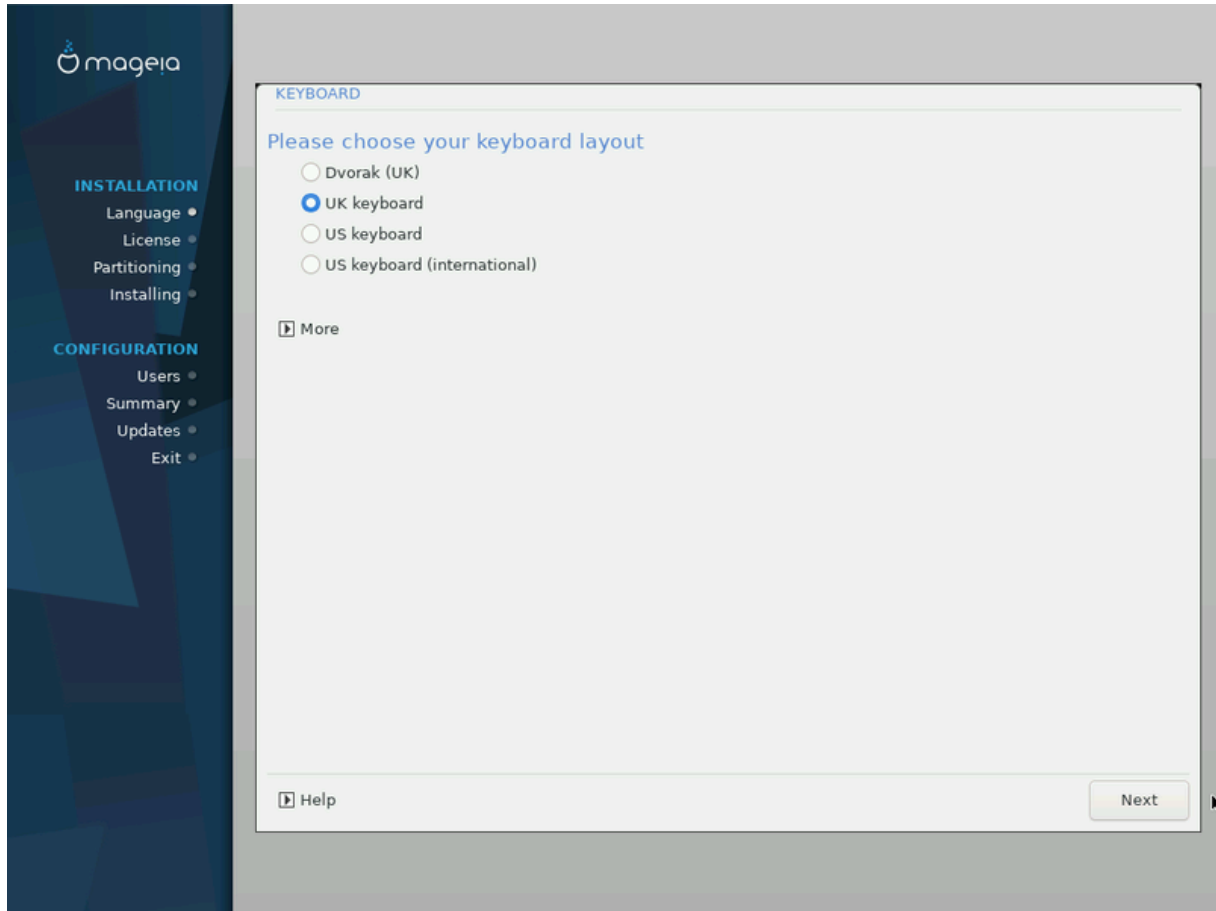 mageia
INSTALLATION
Language
License
Partitioning
Installing
CONFIGURATION
Users
Summary
Updates
Exit
KEYBOARD
Please choose your keyboard layout
Dvorak (UK)
UK keyboard
US keyboard
US keyboard (international)
More
Help
Next